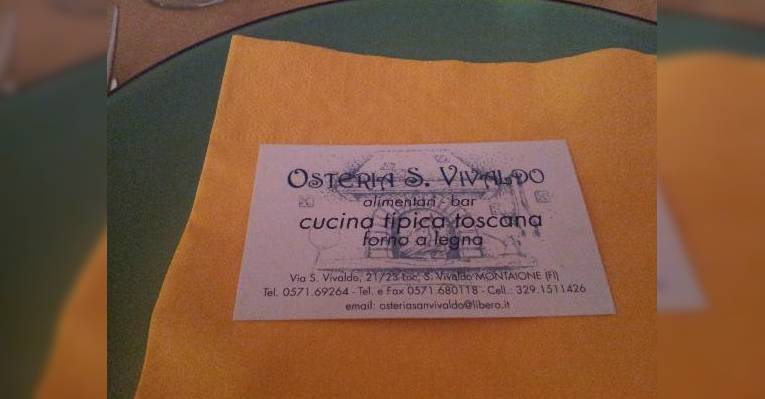 OSTERIA S. VIVALDO
alimentari - bar
cucina tipica toscana
forno a legna
Via S. Vivaldo, 21/23 Loc. S. Vivaldo MONTAIONE (FI)
Tel. 0571.69264 - Tel. e Fax 0571.680118 - Cell.: 329.1511426
email: osteriasanvivaldo@libero.it